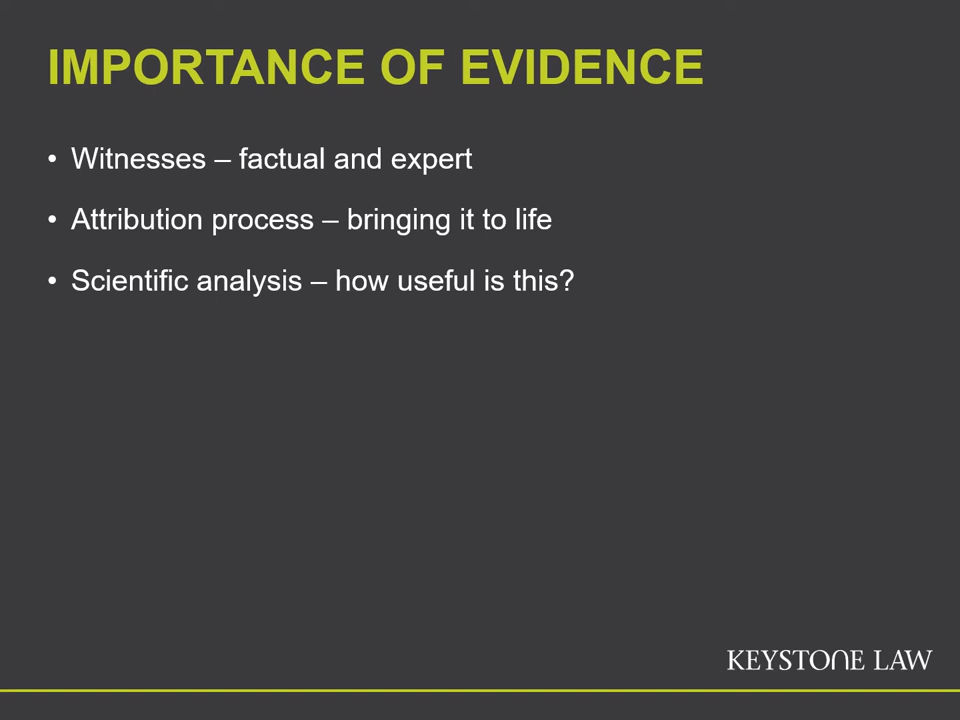 IMPORTANCE OF EVIDENCE
• Witnesses – factual and expert
• Attribution process – bringing it to life
• Scientific analysis – how useful is this?
KEYSTONE LAW